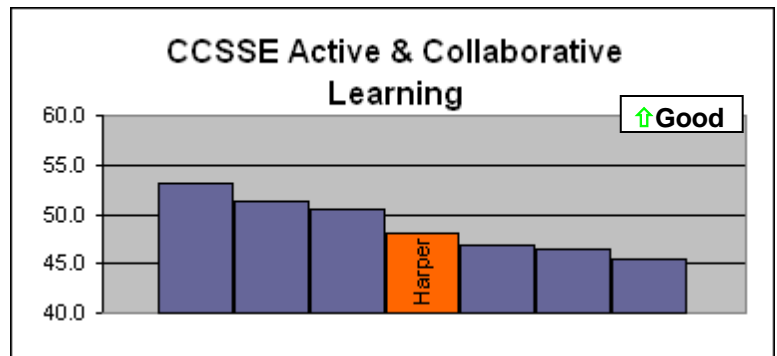 CCSSE Active & Collaborative
Learning
60.0
⇧Good
55.0
50.0
45.0
40.0
Harper